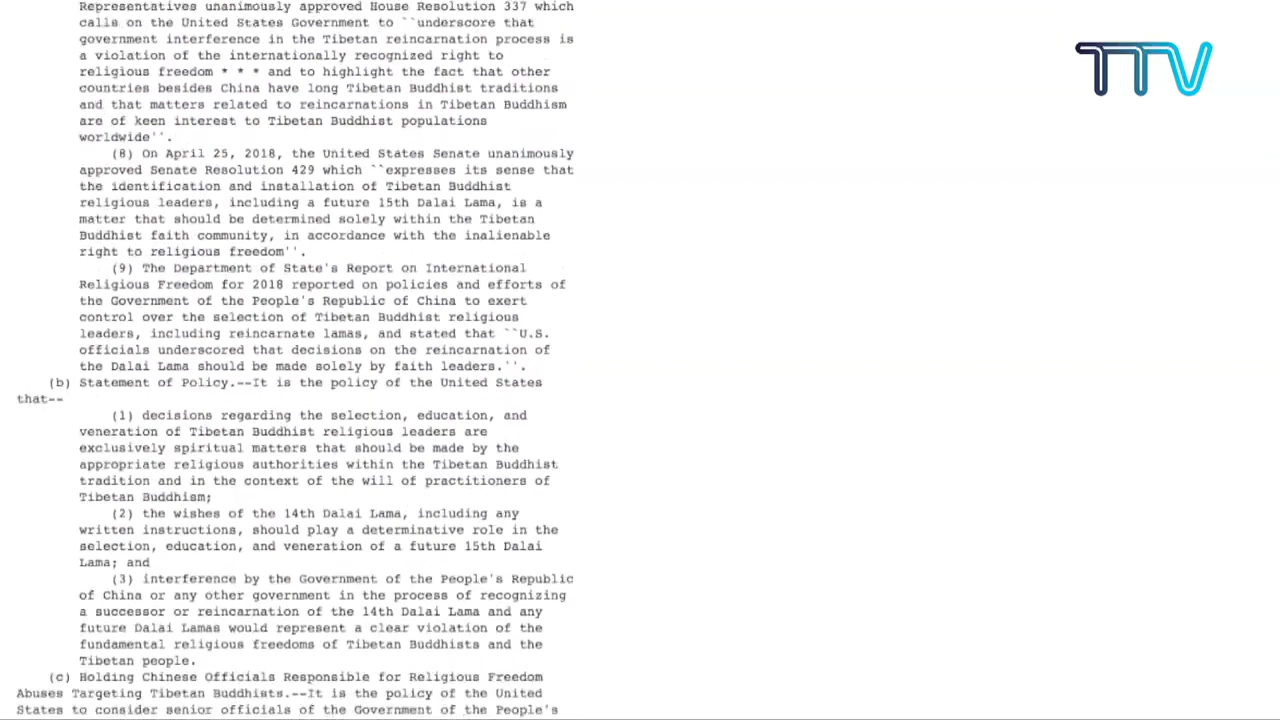 Representatives unanimously approved House Resolution 337 which
calls on the United States Government to ``underscore that
government interference in the Tibetan reincarnation process is
a violation of the internationally recognized right to
religious freedom * * * and to highlight the fact that other
countries besides China have long Tibetan Buddhist traditions
and that matters related to reincarnations in Tibetan Buddhism
are of keen interest to Tibetan Buddhist populations
worldwide''.
(8) On April 25, 2018, the United States Senate unanimously
approved Senate Resolution 429 which ``expresses its sense that
the identification and installation of Tibetan Buddhist
religious leaders, including a future 15th Dalai Lama, is a
matter that should be determined solely within the Tibetan
Buddhist faith community, in accordance with the inalienable
right to religious freedom''.
(9) The Department of State's Report on International
Religious Freedom for 2018 reported on policies and efforts of
the Government of the People's Republic of China to exert
control over the selection of Tibetan Buddhist religious
leaders, including reincarnate lamas, and stated that ``U.S.
officials underscored that decisions on the reincarnation of
the Dalai Lama should be made solely by faith leaders.''.
(b) Statement of Policy.--It is the policy of the United States
that--
(1) decisions regarding the selection, education, and
veneration of Tibetan Buddhist religious leaders are
exclusively spiritual matters that should be made by the
appropriate religious authorities within the Tibetan Buddhist
tradition and in the context of the will of practitioners of
Tibetan Buddhism;
(2) the wishes of the 14th Dalai Lama, including any
written instructions, should play a determinative role in the
selection, education, and veneration of a future 15th Dalai
Lama; and
(3) interference by the Government of the People's Republic
of China or any other government in the process of recognizing
a successor or reincarnation of the 14th Dalai Lama and any
future Dalai Lamas would represent a clear violation of the
fundamental religious freedoms of Tibetan Buddhists and the
Tibetan people.
(c) Holding Chinese Officials Responsible for Religious Freedom
Abuses Targeting Tibetan Buddhists.--It is the policy of the United
States to consider senior officials of the Government of the People's
TTV